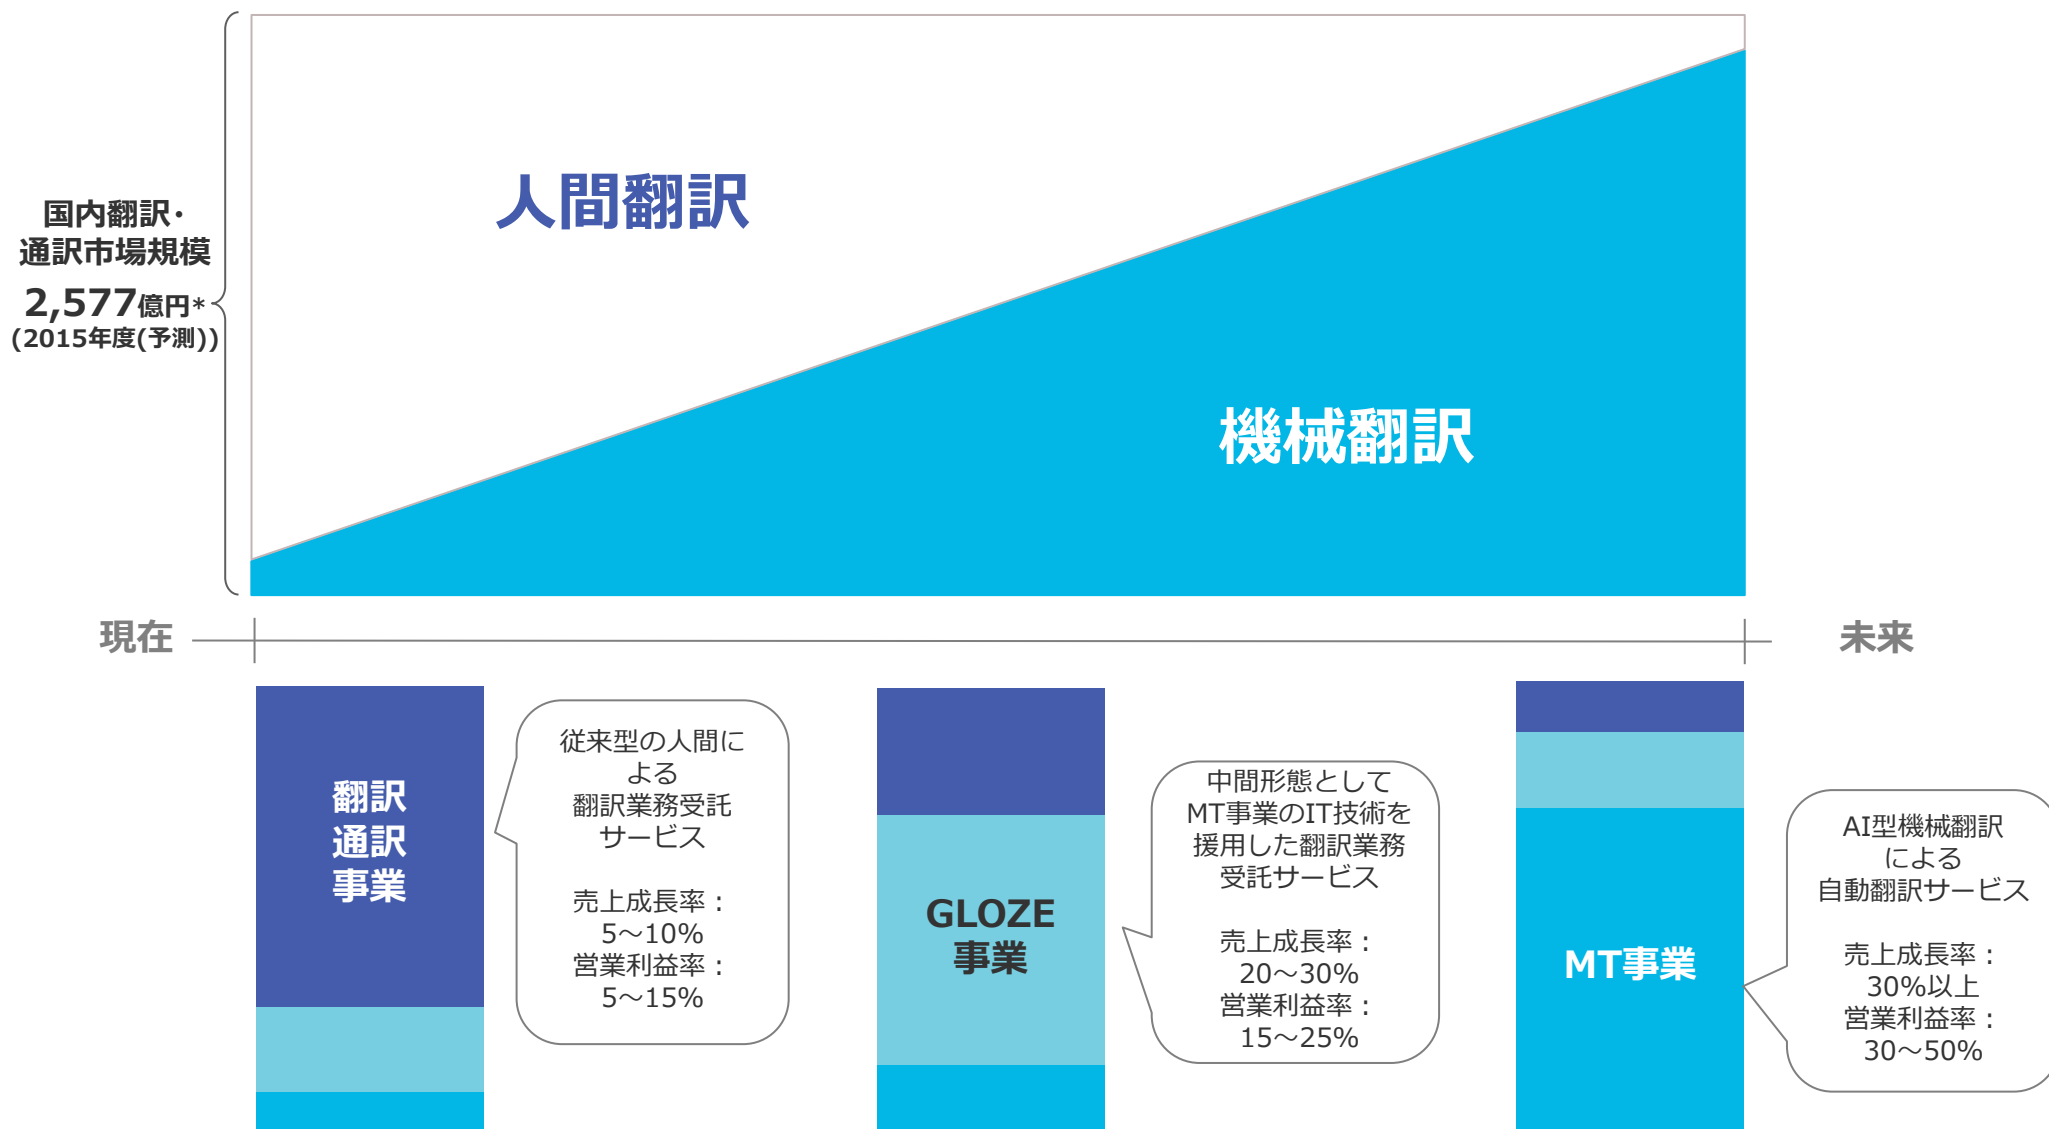 国内翻訳・
通訳市場規模
2,577億円*
(2015年度(予測))
人間翻訳
機械翻訳
現在
未来
翻訳
通訳
事業
従来型の人間に
よる
翻訳業務受託
サービス
売上成長率：
5～10%
営業利益率：
5～15%
GLOZE
事業
中間形態として
MT事業のIT技術を
援用した翻訳業務
受託サービス
売上成長率：
20～30%
営業利益率：
15～25%
MT事業
AI型機械翻訳
による
自動翻訳サービス
売上成長率：
30%以上
営業利益率：
30～50%